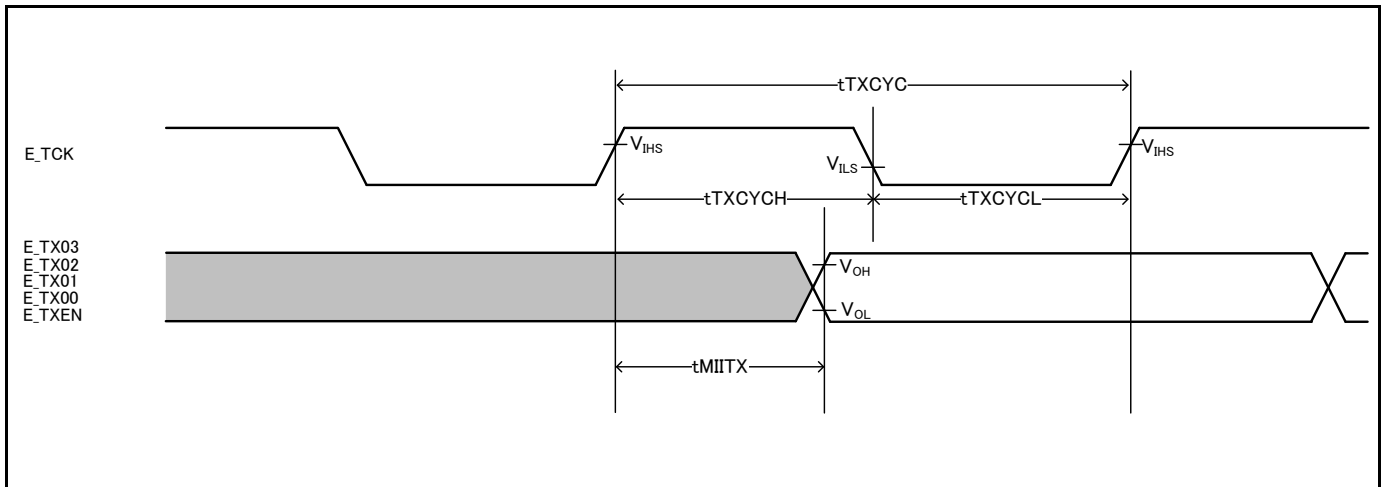 tTXCYC
E_TCK
VIHS
VILS
VIHS
tTXCYCH
tTXCYCL
E_TX03
E_TX02
E_TX01
E_TX00
E_TXEN
VOH
VOL
tMIITX